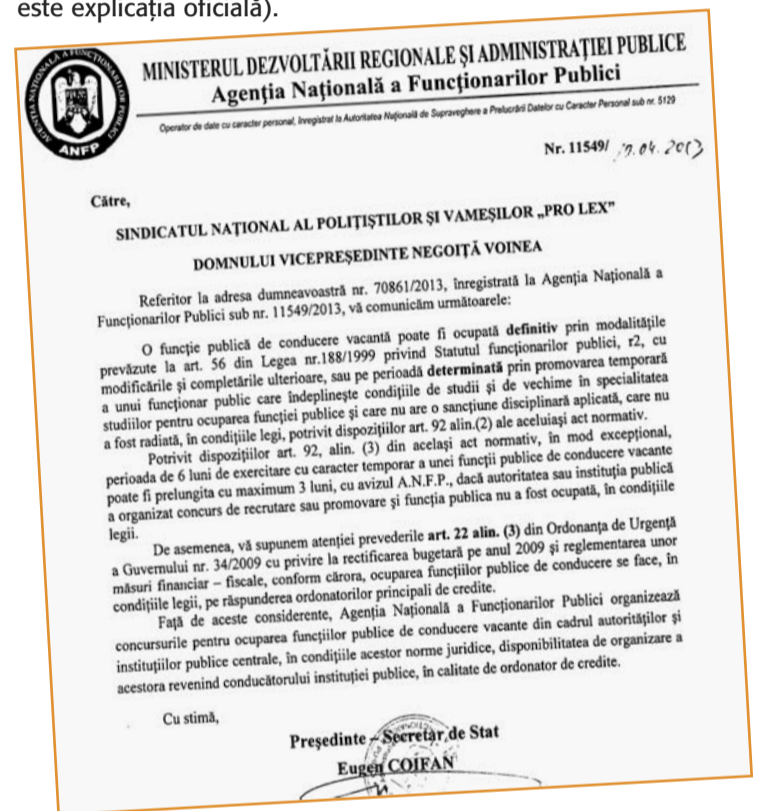 este explicația oficială).
AGENȚIA NAȚIONALĂ A FUNCȚIONARILOR PUBLICI
ANFP
MINISTERUL DEZVOLTĂRII REGIONALE ȘI ADMINISTRAȚIEI PUBLICE
Agenția Națională a Funcționarilor Publici
Operator de date cu caracter personal, înregistrat la Autoritatea Națională de Supraveghere a Prelucrării Datelor cu Caracter Personal sub nr. 5129
Nr. 11549/ .04.2013
Către,
SINDICATUL NAȚIONAL AL POLIȚIȘTILOR ȘI VAMEȘILOR „PRO LEX”
DOMNULUI VICEPREȘEDINTE NEGOIȚĂ VOINEA
Referitor la adresa dumneavoastră nr. 70861/2013, înregistrată la Agenția Națională a
Funcționarilor Publici sub nr. 11549/2013, vă comunicăm următoarele:
O funcție publică de conducere vacantă poate fi ocupată definitiv prin modalitățile
prevăzute la art. 56 din Legea nr.188/1999 privind Statutul funcționarilor publici, r2, cu
modificările și completările ulterioare, sau pe perioadă determinată prin promovarea temporară
a unui funcționar public care îndeplinește condițiile de studii și de vechime în specialitatea
studiilor pentru ocuparea funcției publice și care nu are o sancțiune disciplinară aplicată, care nu
a fost radiată, în condițiile legi, potrivit dispozițiilor art. 92 alin.(2) ale aceluiași act normativ.
Potrivit dispozițiilor art. 92, alin. (3) din același act normativ, în mod excepțional,
perioada de 6 luni de exercitare cu caracter temporar a unei funcții publice de conducere vacante
poate fi prelungita cu maximum 3 luni, cu avizul A.N.F.P., dacă autoritatea sau instituția publică
a organizat concurs de recrutare sau promovare și funcția publica nu a fost ocupată, în condițiile
legii.
De asemenea, vă supunem atenției prevederile art. 22 alin. (3) din Ordonanța de Urgență
a Guvernului nr. 34/2009 cu privire la rectificarea bugetară pe anul 2009 și reglementarea unor
măsuri financiar – fiscale, conform cărora, ocuparea funcțiilor publice de conducere se face, în
condițiile legii, pe răspunderea ordonatorilor principali de credite.
Față de aceste considerente, Agenția Națională a Funcționarilor Publici organizează
concursurile pentru ocuparea funcțiilor publice de conducere vacante din cadrul autorităților și
instituțiilor publice centrale, în condițiile acestor norme juridice, disponibilitatea de organizare a
acestora revenind conducătorului instituției publice, în calitate de ordonator de credite.
Cu stimă,
Președinte – Secretar de Stat
Eugen COIFAN